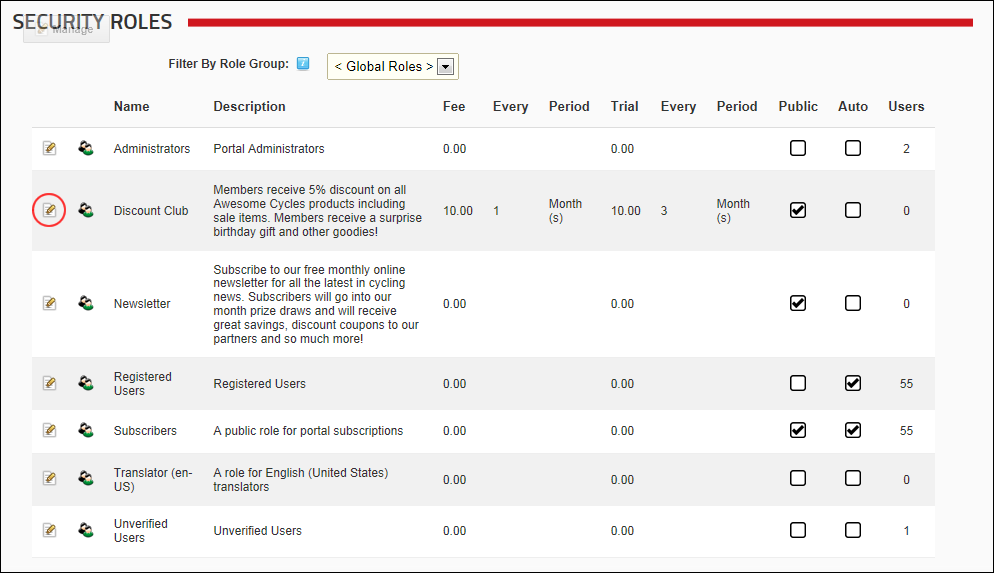 SECURITY ROLES
Manage
Filter By Role Group: < Global Roles >
Name Description Fee Every Period Trial Every Period Public Auto Users
Administrators Portal Administrators 0.00 0.00 2
Members receive 5% discount on all
Awesome Cycles products including
sale items. Members receive a surprise
birthday gift and other goodies!
Discount Club 10.00 1 Month
(s) 10.00 3 Month
(s) 0
Subscribe to our free monthly online
newsletter for all the latest in cycling
news. Subscribers will go into our
month prize draws and will receive
great savings, discount coupons to our
partners and so much more!
Newsletter 0.00 0.00 0
Registered
Users Registered Users 0.00 0.00 55
Subscribers A public role for portal subscriptions 0.00 0.00 55
Translator (en-
US) A role for English (United States)
translators 0.00 0.00 0
Unverified
Users Unverified Users 0.00 0.00 1